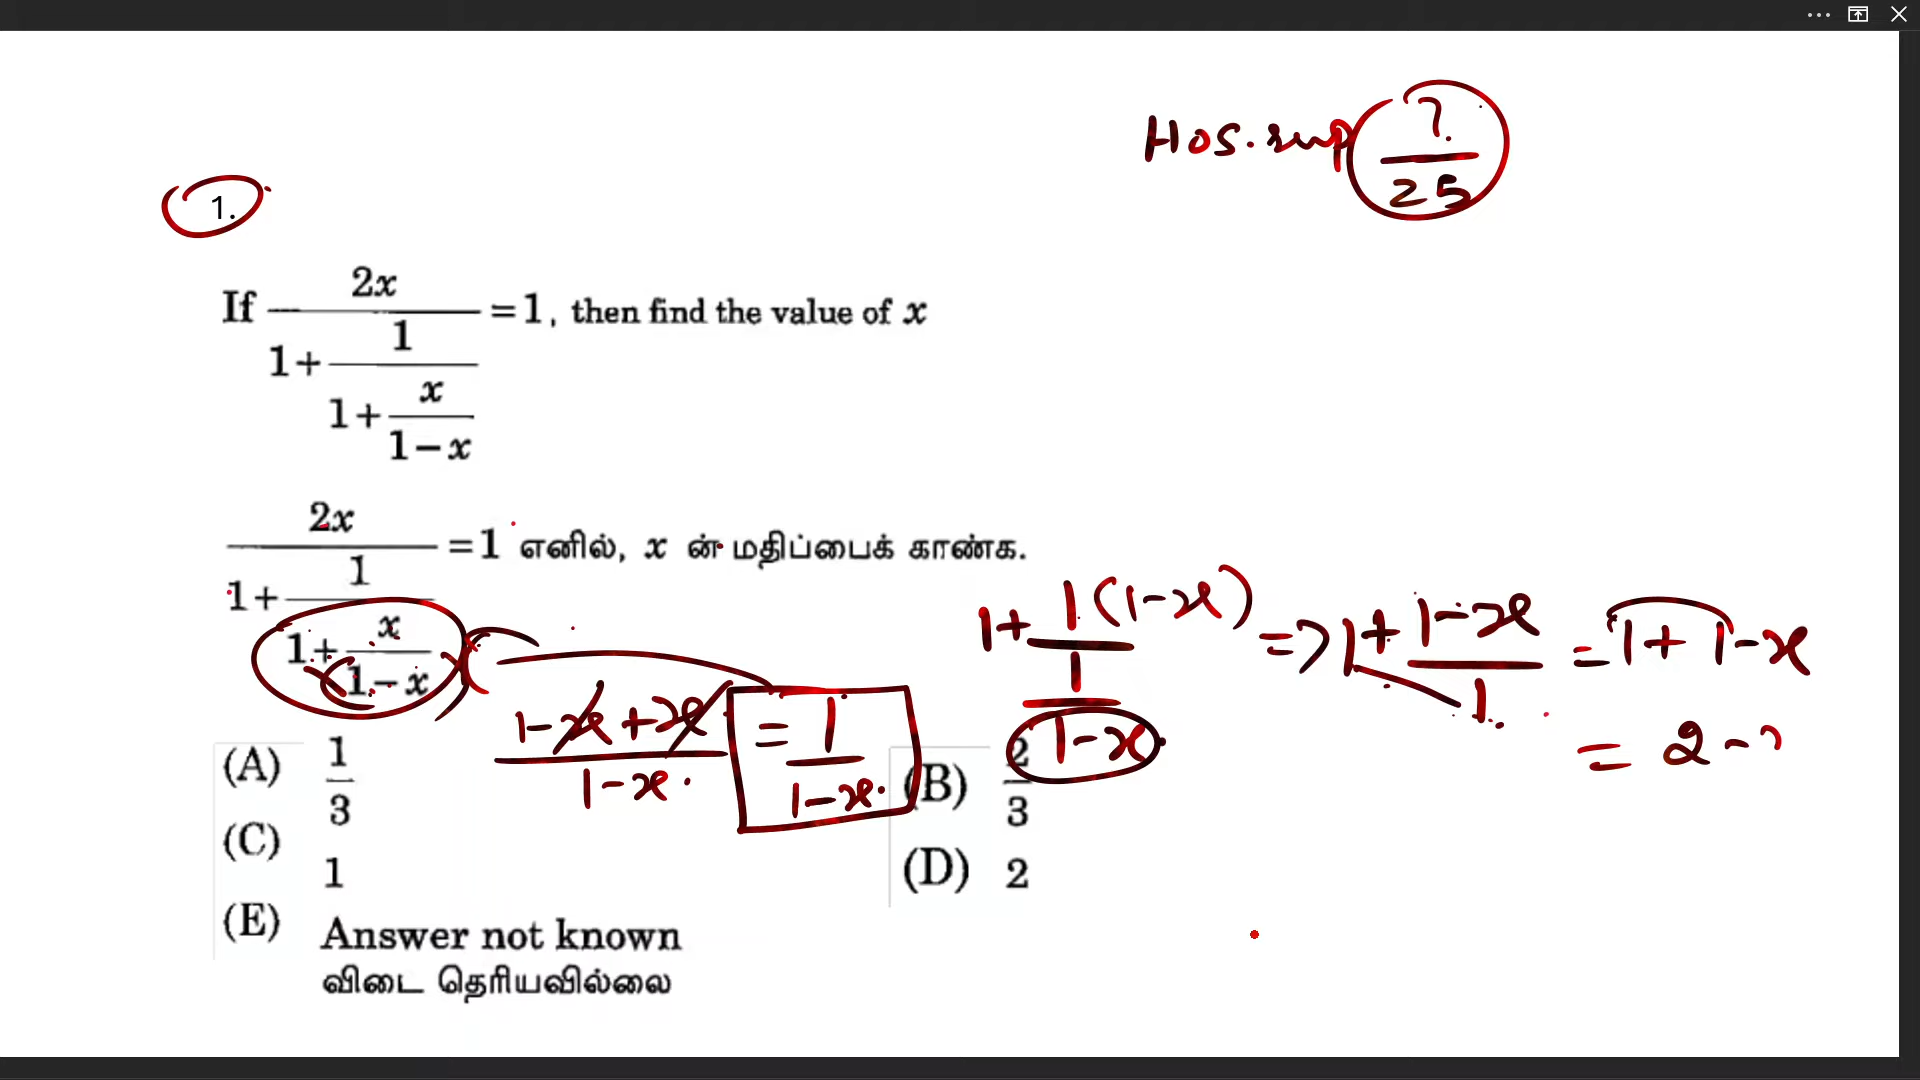 Hos. sup ?/25
1.
If 2x/(1+1/(1+x/(1-x))) = 1, then find the value of x
2x/(1+1/(1+x/(1-x))) = 1 எனில், x ன் மதிப்பைக் காண்க.
(1-x+x)/(1-x) = 1/(1-x)
1+ 1(1-x)/(1/(1-x)) => 1+ (1-x)/1 = 1+1-x
= 2-
(A) 1/3
(B) 2/3
(C) 1
(D) 2
(E) Answer not known
விடை தெரியவில்லை